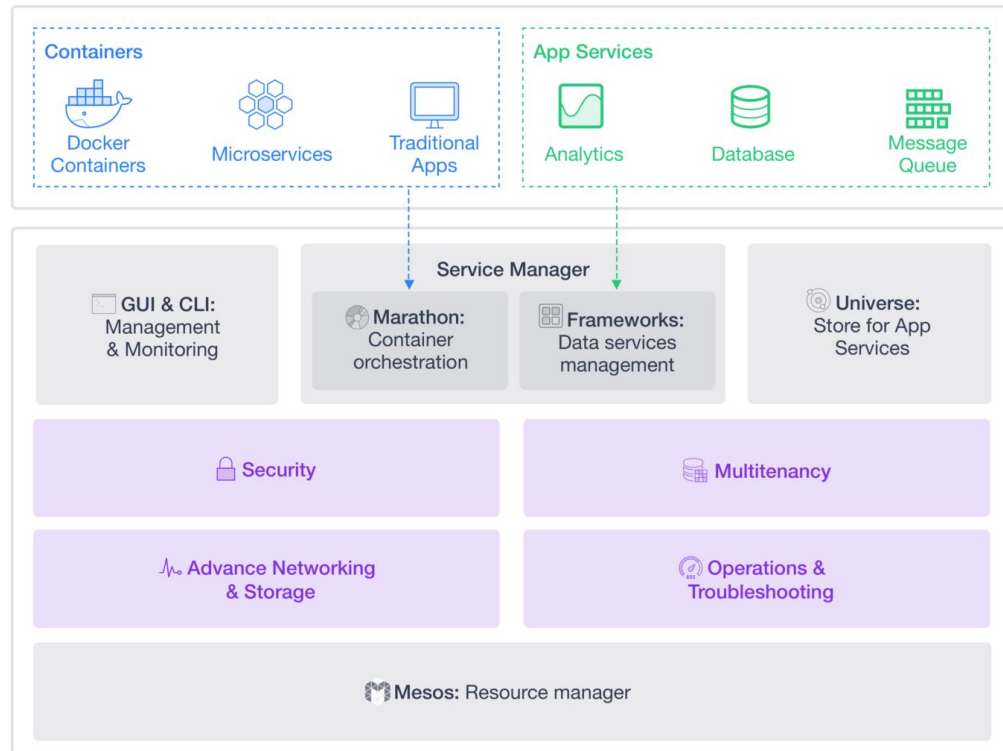 Containers
Docker
Containers
Microservices
Traditional
Apps
App Services
Analytics
Database
Message
Queue
GUI & CLI:
Management
& Monitoring
Service Manager
Marathon:
Container
orchestration
Frameworks:
Data services
management
Universe:
Store for App
Services
Security
Multitenancy
Advance Networking
& Storage
Operations &
Troubleshooting
Mesos: Resource manager